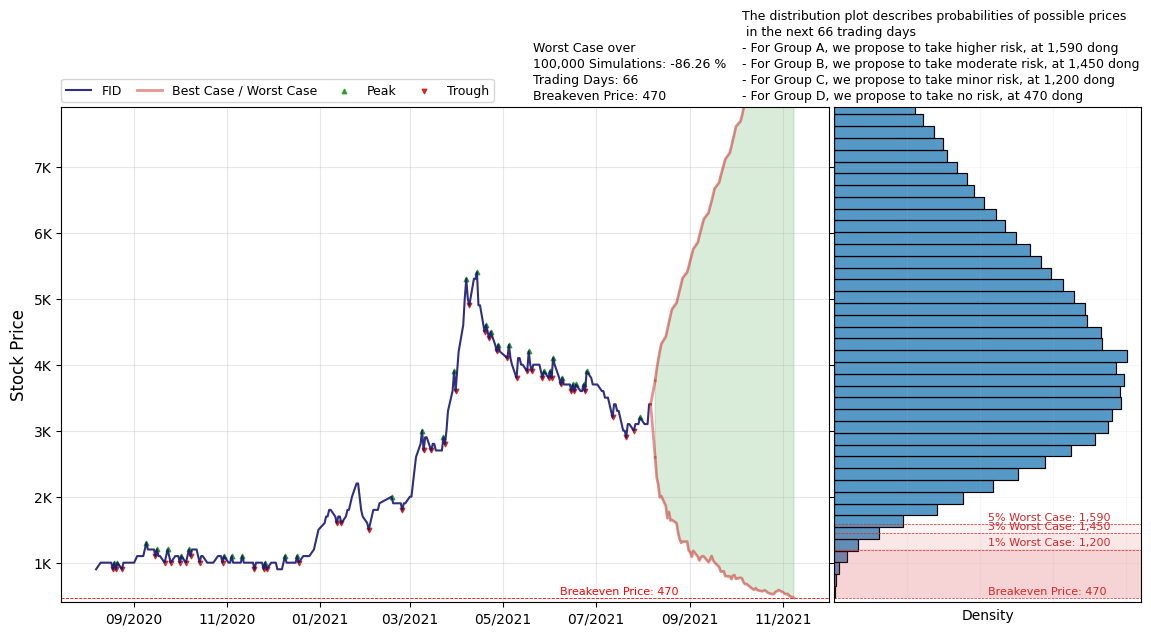 The distribution plot describes probabilities of possible prices
in the next 66 trading days
- For Group A, we propose to take higher risk, at 1,590 dong
- For Group B, we propose to take moderate risk, at 1,450 dong
- For Group C, we propose to take minor risk, at 1,200 dong
- For Group D, we propose to take no risk, at 470 dong
Worst Case over
100,000 Simulations: -86.26 %
Trading Days: 66
Breakeven Price: 470
FID
Best Case / Worst Case
Peak
Trough
Stock Price
7K
6K
5K
4K
3K
2K
1K
Breakeven Price: 470
09/2020
11/2020
01/2021
03/2021
05/2021
07/2021
09/2021
11/2021
5% Worst Case: 1,590
3% Worst Case: 1,450
1% Worst Case: 1,200
Breakeven Price: 470
Density